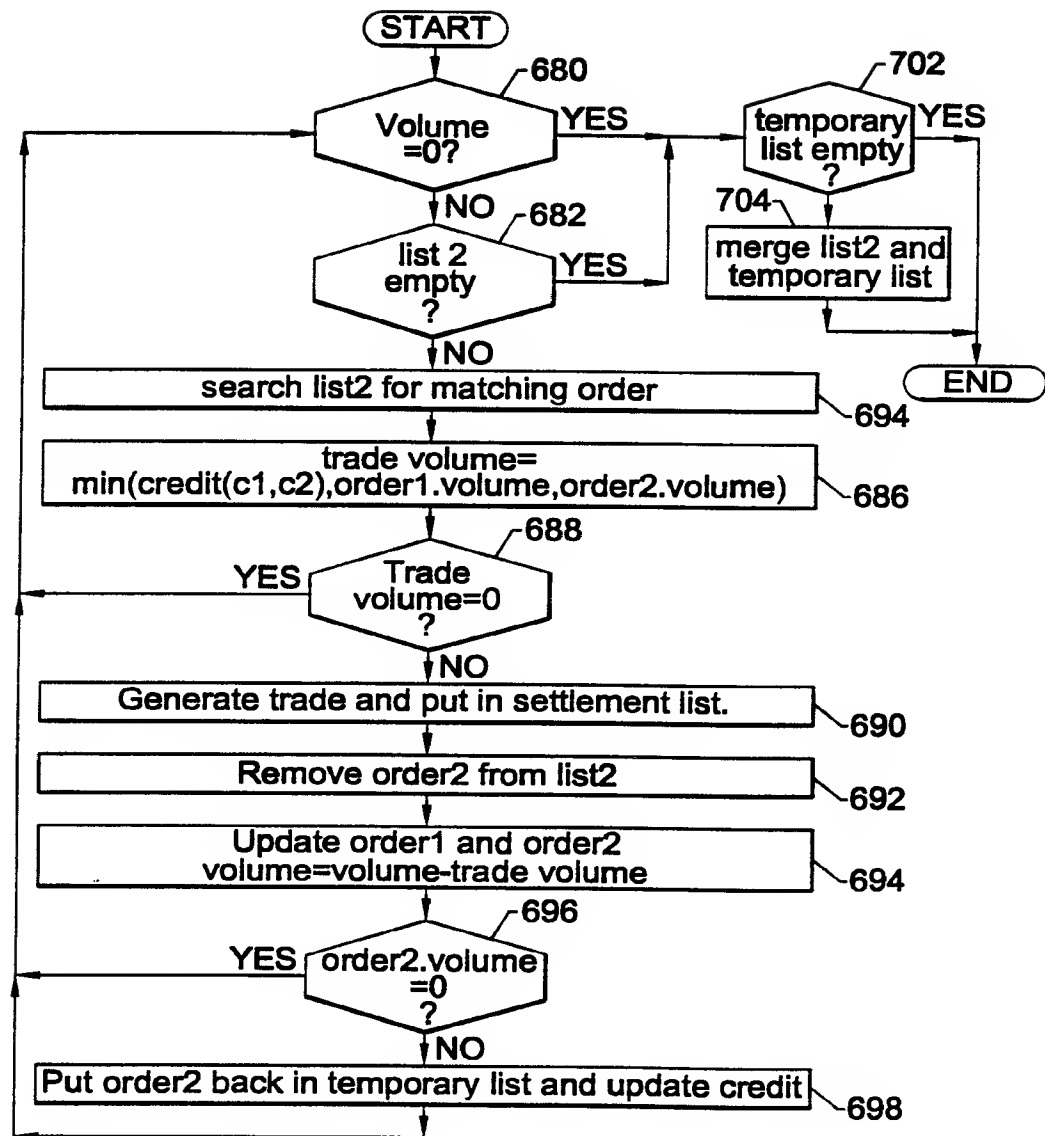 START
680
Volume
=0?
YES
NO
702
temporary
list empty
?
YES
704
merge list2 and
temporary list
END
682
list 2
empty
?
YES
NO
search list2 for matching order
694
trade volume=
min(credit(c1,c2),order1.volume,order2.volume)
686
688
Trade
volume=0
?
YES
NO
Generate trade and put in settlement list.
690
Remove order2 from list2
692
Update order1 and order2
volume=volume-trade volume
694
696
order2.volume
=0
?
YES
NO
Put order2 back in temporary list and update credit
698